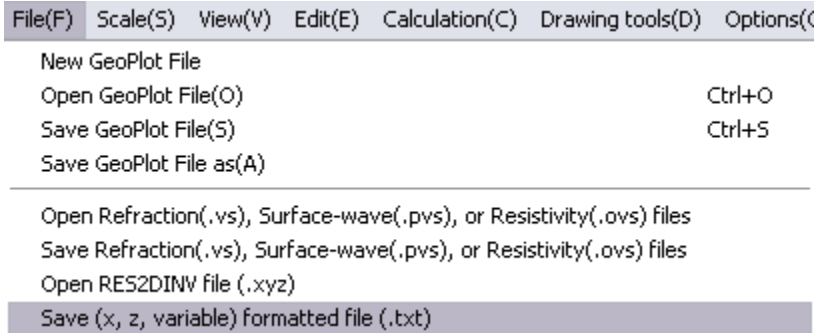 File(F) Scale(S) View(V) Edit(E) Calculation(C) Drawing tools(D)
New GeoPlot File
Open GeoPlot File(O) Ctrl+O
Save GeoPlot File(S) Ctrl+S
Save GeoPlot File as(A)
Open Refraction(.vs), Surface-wave(.pvs), or Resistivity(.ovs) files
Save Refraction(.vs), Surface-wave(.pvs), or Resistivity(.ovs) files
Open RES2DINV file (.xyz)
Save (x, z, variable) formatted file (.txt)